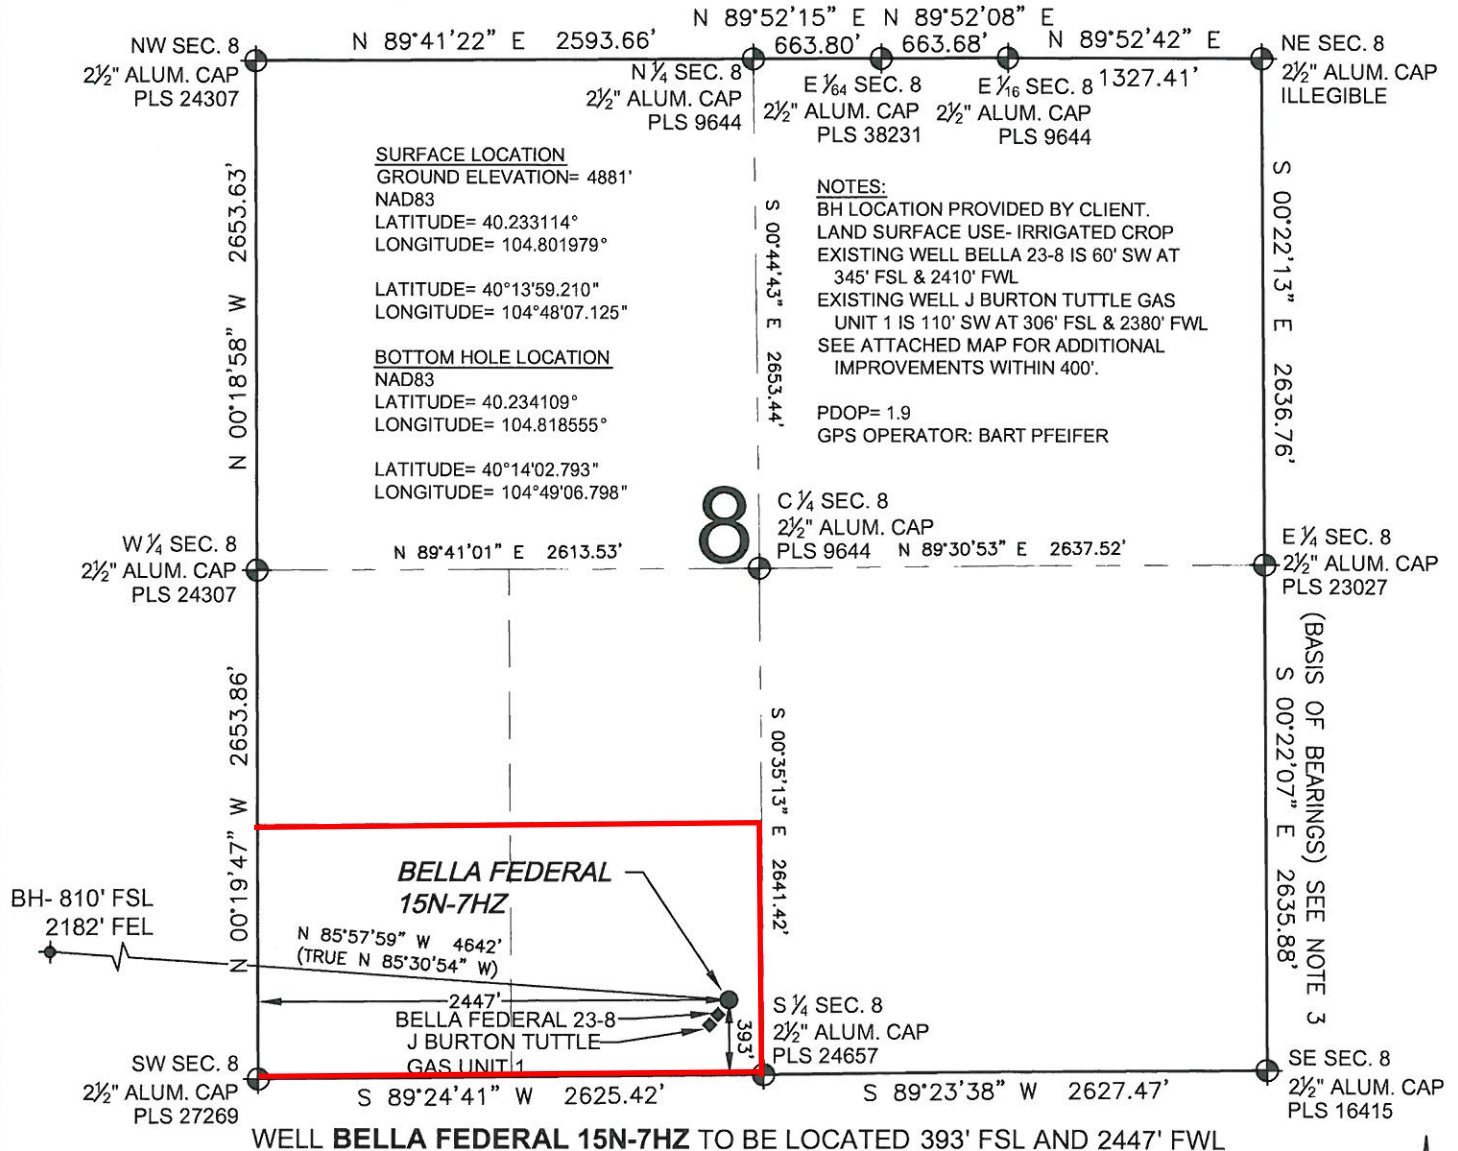 N 89°52'15" E N 89°52'08" E
N 89°41'22" E 2593.66'
663.80'
663.68'
N 89°52'42" E
1327.41'
NW SEC. 8
2½" ALUM. CAP
PLS 24307
N ¼ SEC. 8
2½" ALUM. CAP
PLS 9644
E 1/64 SEC. 8
2½" ALUM. CAP
PLS 38231
E 1/16 SEC. 8
2½" ALUM. CAP
PLS 9644
NE SEC. 8
2½" ALUM. CAP
ILLEGIBLE
N 00°18'58" W 2653.63'
SURFACE LOCATION
GROUND ELEVATION= 4881'
NAD83
LATITUDE= 40.233114°
LONGITUDE= 104.801979°
LATITUDE= 40°13'59.210"
LONGITUDE= 104°48'07.125"
BOTTOM HOLE LOCATION
NAD83
LATITUDE= 40.234109°
LONGITUDE= 104.818555°
LATITUDE= 40°14'02.793"
LONGITUDE= 104°49'06.798"
S 00°44'43" E 2653.44'
NOTES:
BH LOCATION PROVIDED BY CLIENT.
LAND SURFACE USE- IRRIGATED CROP
EXISTING WELL BELLA 23-8 IS 60' SW AT
345' FSL & 2410' FWL
EXISTING WELL J BURTON TUTTLE GAS
UNIT 1 IS 110' SW AT 306' FSL & 2380' FWL
SEE ATTACHED MAP FOR ADDITIONAL
IMPROVEMENTS WITHIN 400'.
PDOP= 1.9
GPS OPERATOR: BART PFEIFER
S 00°22'13" E 2636.76'
8
C ¼ SEC. 8
2½" ALUM. CAP
PLS 9644
W ¼ SEC. 8
2½" ALUM. CAP
PLS 24307
N 89°41'01" E 2613.53'
N 89°30'53" E 2637.52'
E ¼ SEC. 8
2½" ALUM. CAP
PLS 23027
N 00°19'47" W 2653.86'
S 00°35'13" E 2641.42'
S 00°22'07" E 2635.88'
(BASIS OF BEARINGS) SEE NOTE 3
BELLA FEDERAL
15N-7HZ
BH- 810' FSL
2182' FEL
N 85°57'59" W 4642'
(TRUE N 85°30'54" W)
2447'
BELLA FEDERAL 23-8
J BURTON TUTTLE
GAS UNIT 1
393'
S ¼ SEC. 8
2½" ALUM. CAP
PLS 24657
SW SEC. 8
2½" ALUM. CAP
PLS 27269
S 89°24'41" W 2625.42'
S 89°23'38" W 2627.47'
SE SEC. 8
2½" ALUM. CAP
PLS 16415
WELL BELLA FEDERAL 15N-7HZ TO BE LOCATED 393' FSL AND 2447' FWL